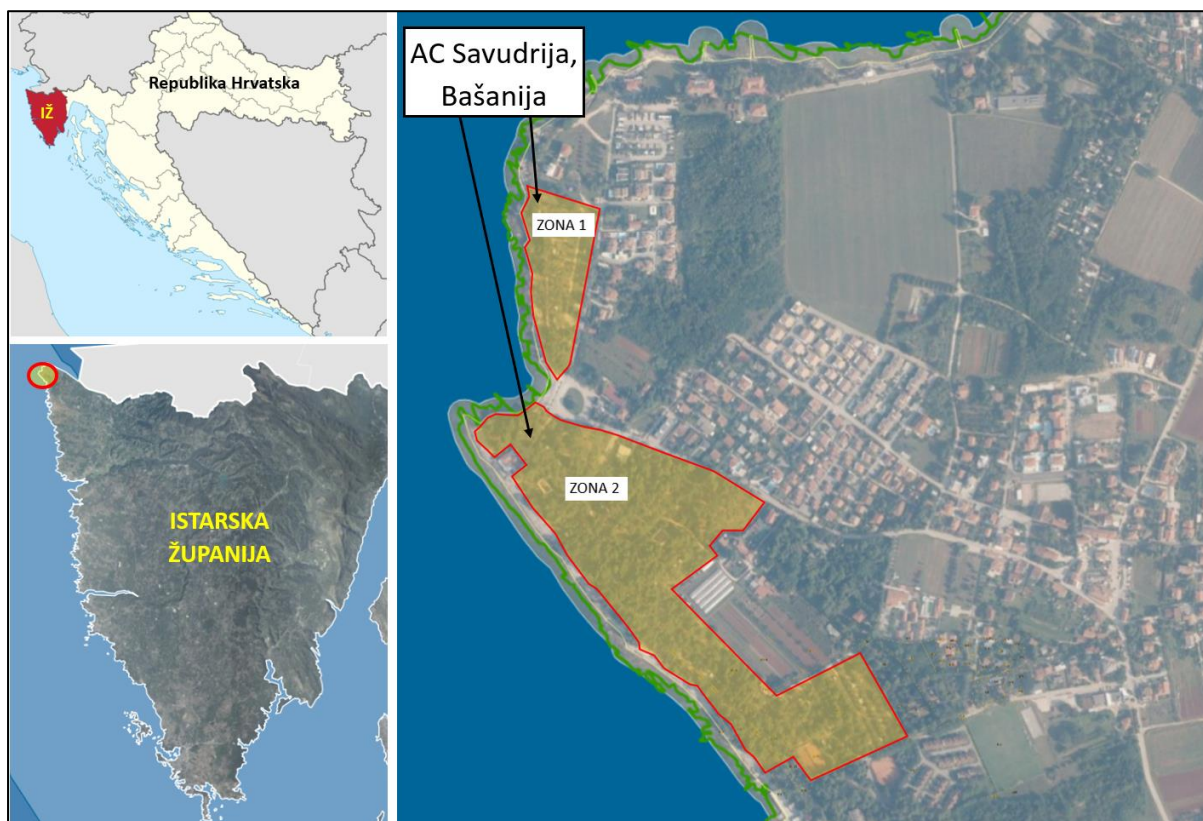 Republika Hrvatska
IŽ
ISTARSKA
ŽUPANIJA
AC Savudrija,
Bašanija
ZONA 1
ZONA 2